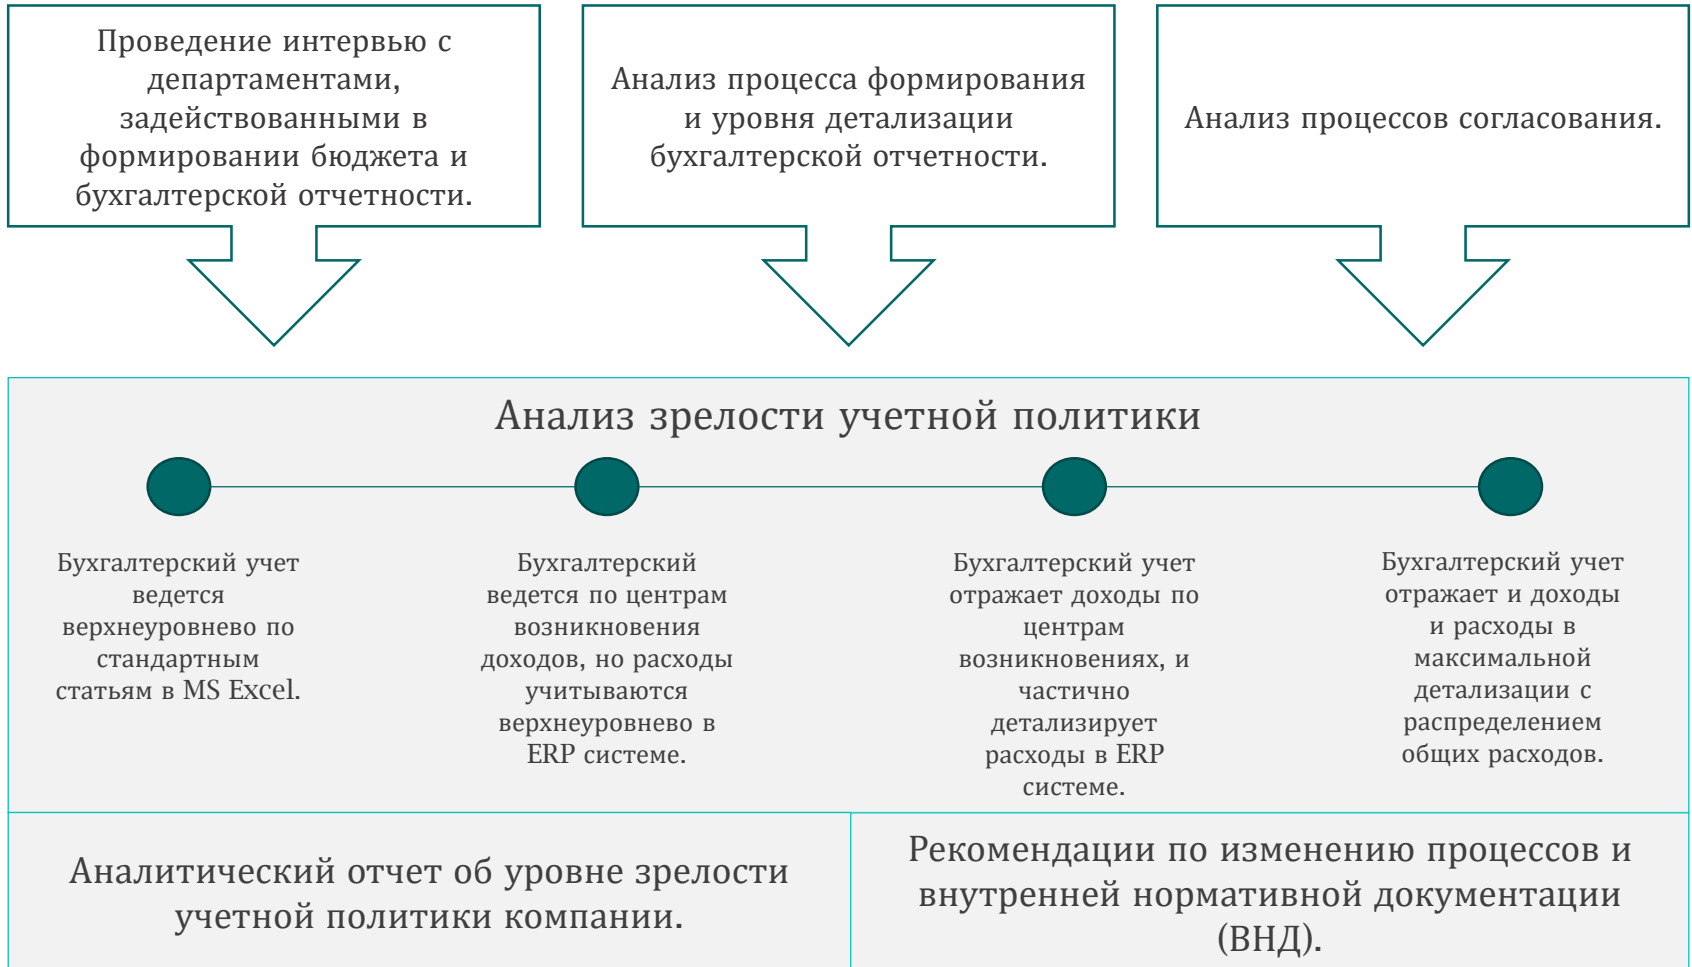 Проведение интервью с
департаментами,
задействованными в
формировании бюджета и
бухгалтерской отчетности.
Анализ процесса формирования
и уровня детализации
бухгалтерской отчетности.
Анализ процессов согласования.
Анализ зрелости учетной политики
Бухгалтерский учет
ведется
верхнеуровнево по
стандартным
статьям в MS Excel.
Бухгалтерский
ведется по центрам
возникновения
доходов, но расходы
учитываются
верхнеуровнево в
ERP системе.
Бухгалтерский учет
отражает доходы по
центрам
возникновениях, и
частично
детализирует
расходы в ERP
системе.
Бухгалтерский учет
отражает и доходы
и расходы в
максимальной
детализации с
распределением
общих расходов.
Аналитический отчет об уровне зрелости
учетной политики компании.
Рекомендации по изменению процессов и
внутренней нормативной документации
(ВНД).